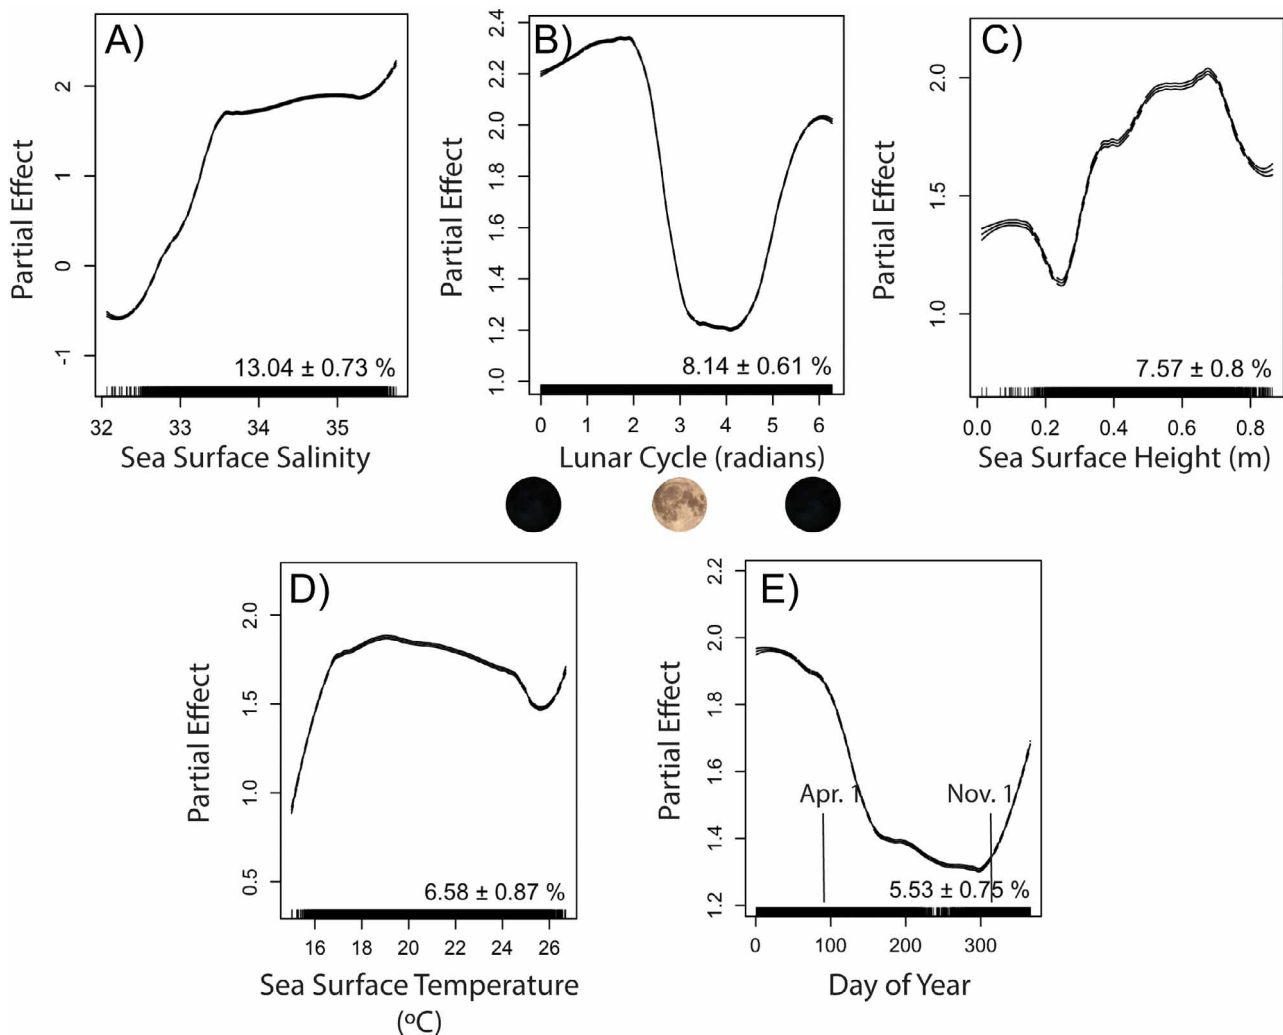 A)
Partial Effect
2
1
0
-1
13.04 ± 0.73 %
32 33 34 35
Sea Surface Salinity
B)
Partial Effect
2.4
2.2
2.0
1.8
1.6
1.4
1.2
1.0
8.14 ± 0.61 %
0 1 2 3 4 5 6
Lunar Cycle (radians)
C)
Partial Effect
2.0
1.5
1.0
7.57 ± 0.8 %
0.0 0.2 0.4 0.6 0.8
Sea Surface Height (m)
D)
Partial Effect
2.0
1.5
1.0
0.5
6.58 ± 0.87 %
16 18 20 22 24 26
Sea Surface Temperature
(ºC)
E)
Partial Effect
2.2
2.0
1.8
1.6
1.4
1.2
Apr. 1 Nov. 1
5.53 ± 0.75 %
0 100 200 300
Day of Year